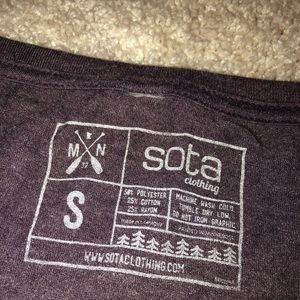 M N
sota
clothing
S
50% POLYESTER
25% COTTON
25% RAYON
MACHINE WASH COLD
TUMBLE DRY LOW
DO NOT IRON GRAPHIC
WWW.SOTACLOTHING.COM